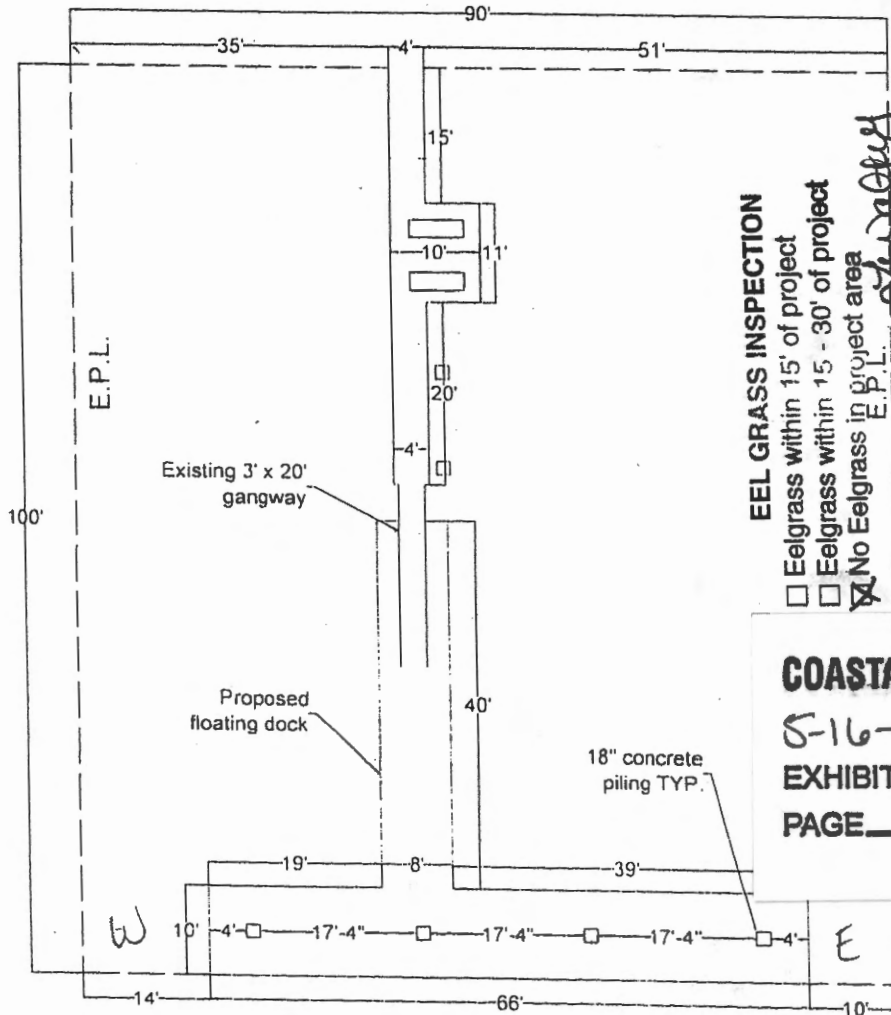 90'
35'
4'
51'
15'
10'
11'
E.P.L.
20'
4'
Existing 3' x 20'
gangway
100'
EEL GRASS INSPECTION
Eelgrass within 15' of project
Eelgrass within 15 - 30' of project
No Eelgrass in project area
E.P.L.
Proposed
floating dock
40'
18" concrete
piling TYP.
COASTA
5-16-
EXHIBIT
PAGE
19'
8'
39'
W
10'
4'
17'-4"
17'-4"
17'-4"
4'
E
14'
66'
10'